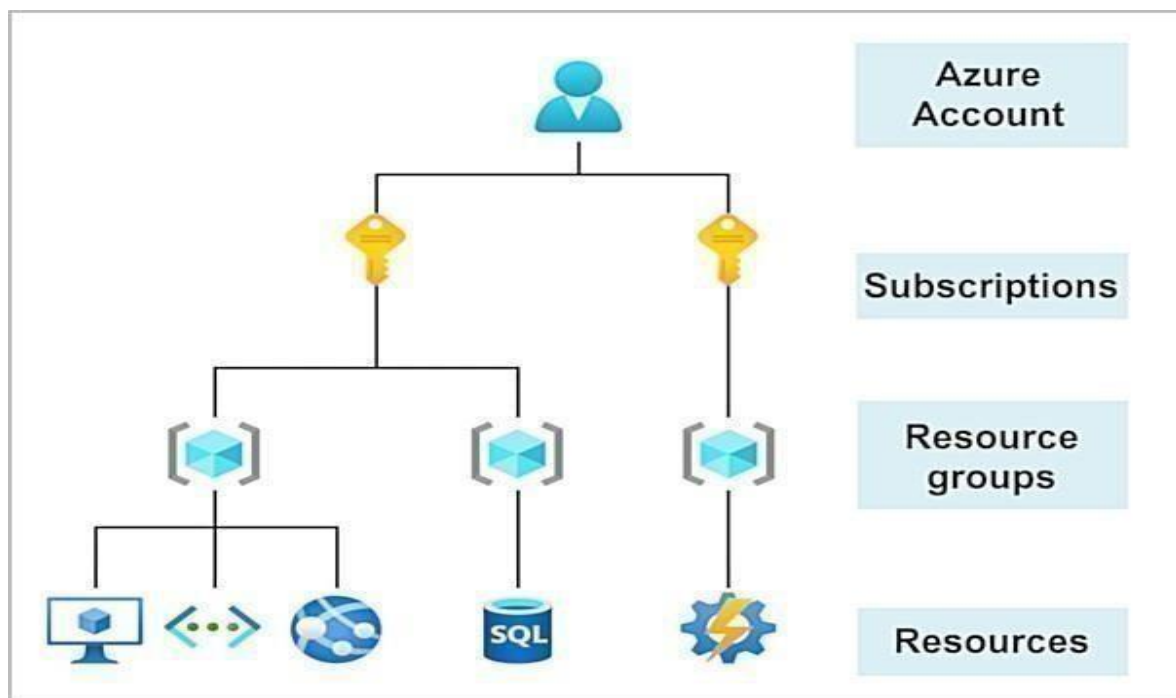 Azure
Account
Subscriptions
Resource
groups
SQL
Resources